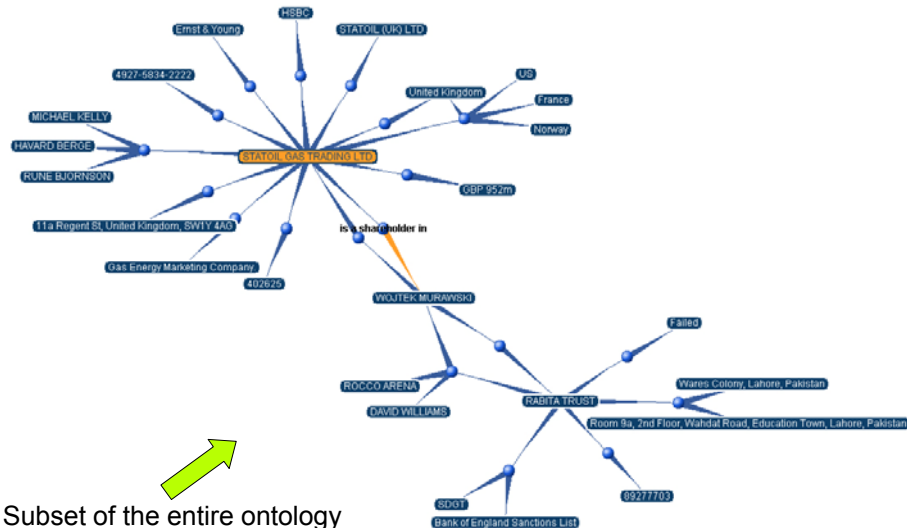 HSBC
Ernst & Young
STATOIL (UK) LTD
4927-5834-2222
US
United Kingdom
France
MICHAEL KELLY
Norway
HAVARD BERGE
STATOIL GAS TRADING LTD
RUNE BJORNSON
GBP 952m
11a Regent St, United Kingdom, SW1Y 4AG
is a shareholder in
Gas Energy Marketing Company
402625
WOJTEK MURAWSKI
Failed
ROCCO ARENA
Wares Colony, Lahore, Pakistan
RABITA TRUST
DAVID WILLIAMS
Room 9a, 2nd Floor, Wahdat Road, Education Town, Lahore, Pakistan
89277703
SDGT
Subset of the entire ontology
Bank of England Sanctions List